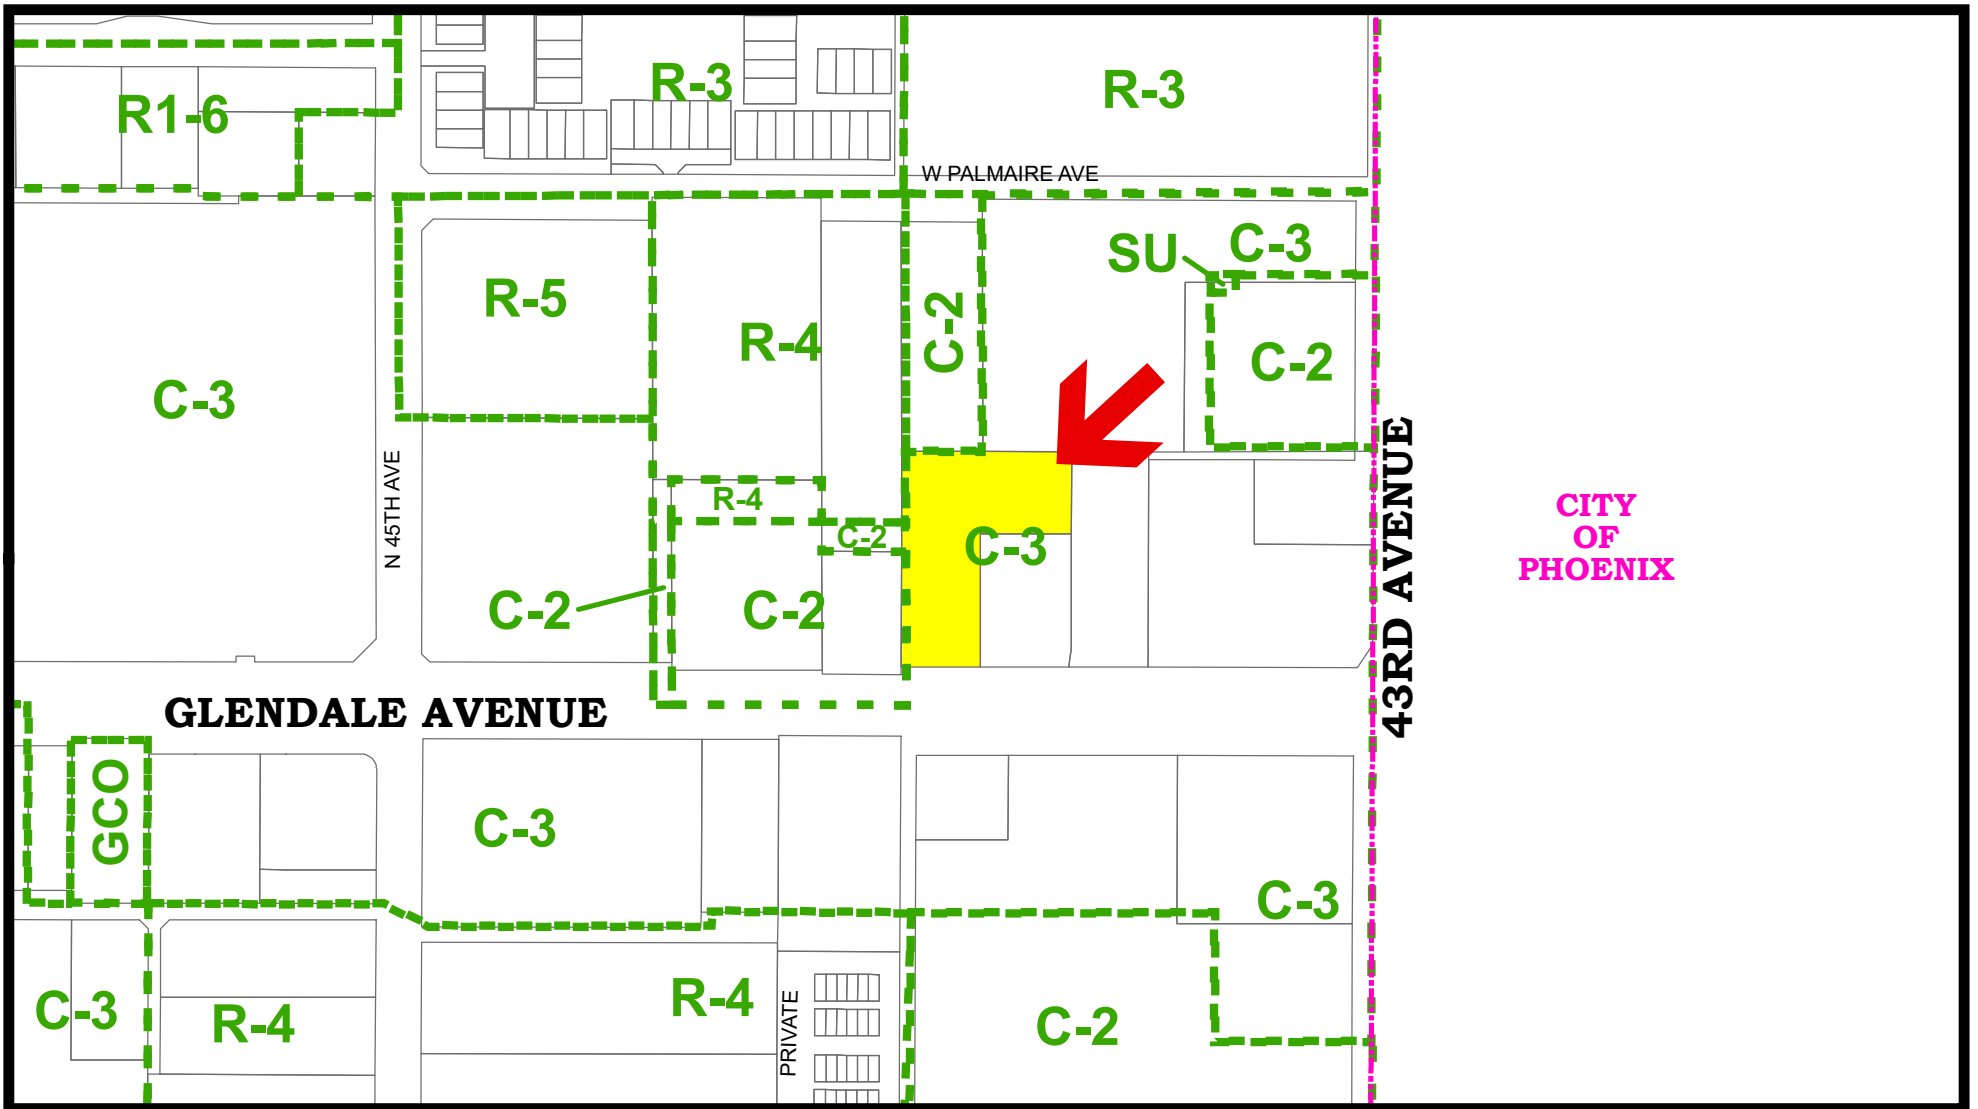 R-3
R-3
R1-6
W PALMAIRE AVE
SU
C-3
R-5
C-2
R-4
C-2
C-3
N 45TH AVE
43RD AVENUE
R-4
CITY
OF
PHOENIX
C-2
C-3
C-2
C-2
GLENDALE AVENUE
GCO
C-3
C-3
C-3
R-4
R-4
PRIVATE
C-2